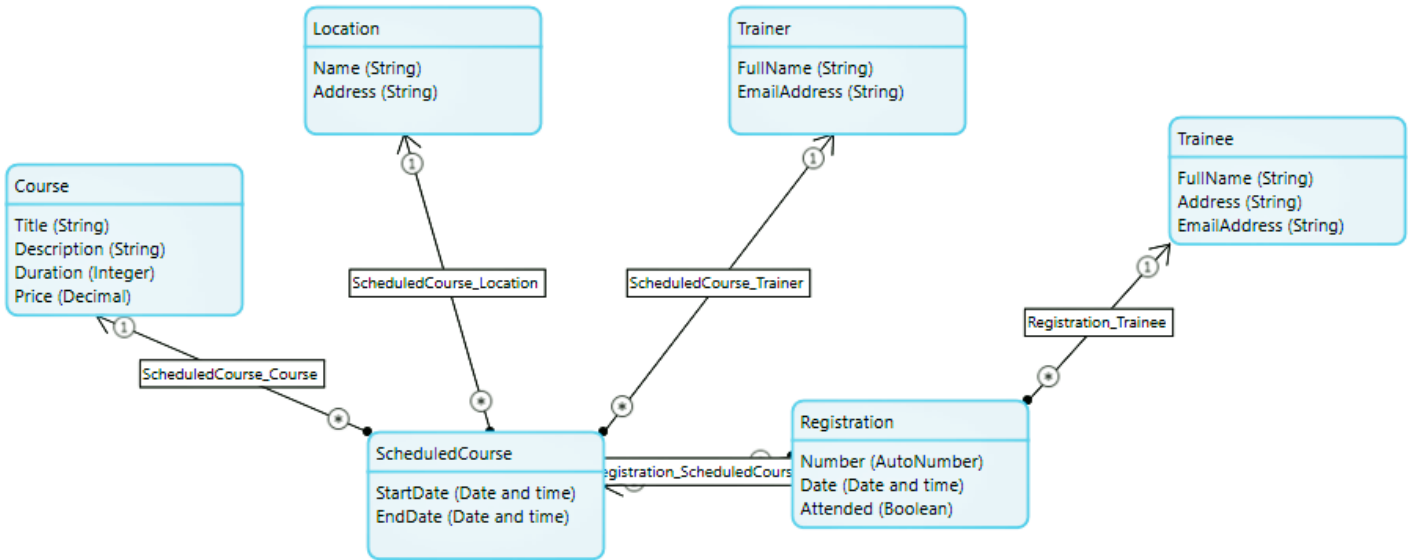 Location
Name (String)
Address (String)
Trainer
FullName (String)
EmailAddress (String)
Trainee
FullName (String)
Address (String)
EmailAddress (String)
Course
Title (String)
Description (String)
Duration (Integer)
Price (Decimal)
1
1
1
1
ScheduledCourse_Location
ScheduledCourse_Trainer
Registration_Trainee
ScheduledCourse_Course
*
*
*
*
ScheduledCourse
StartDate (Date and time)
EndDate (Date and time)
egistration_ScheduledCours
Registration
Number (AutoNumber)
Date (Date and time)
Attended (Boolean)